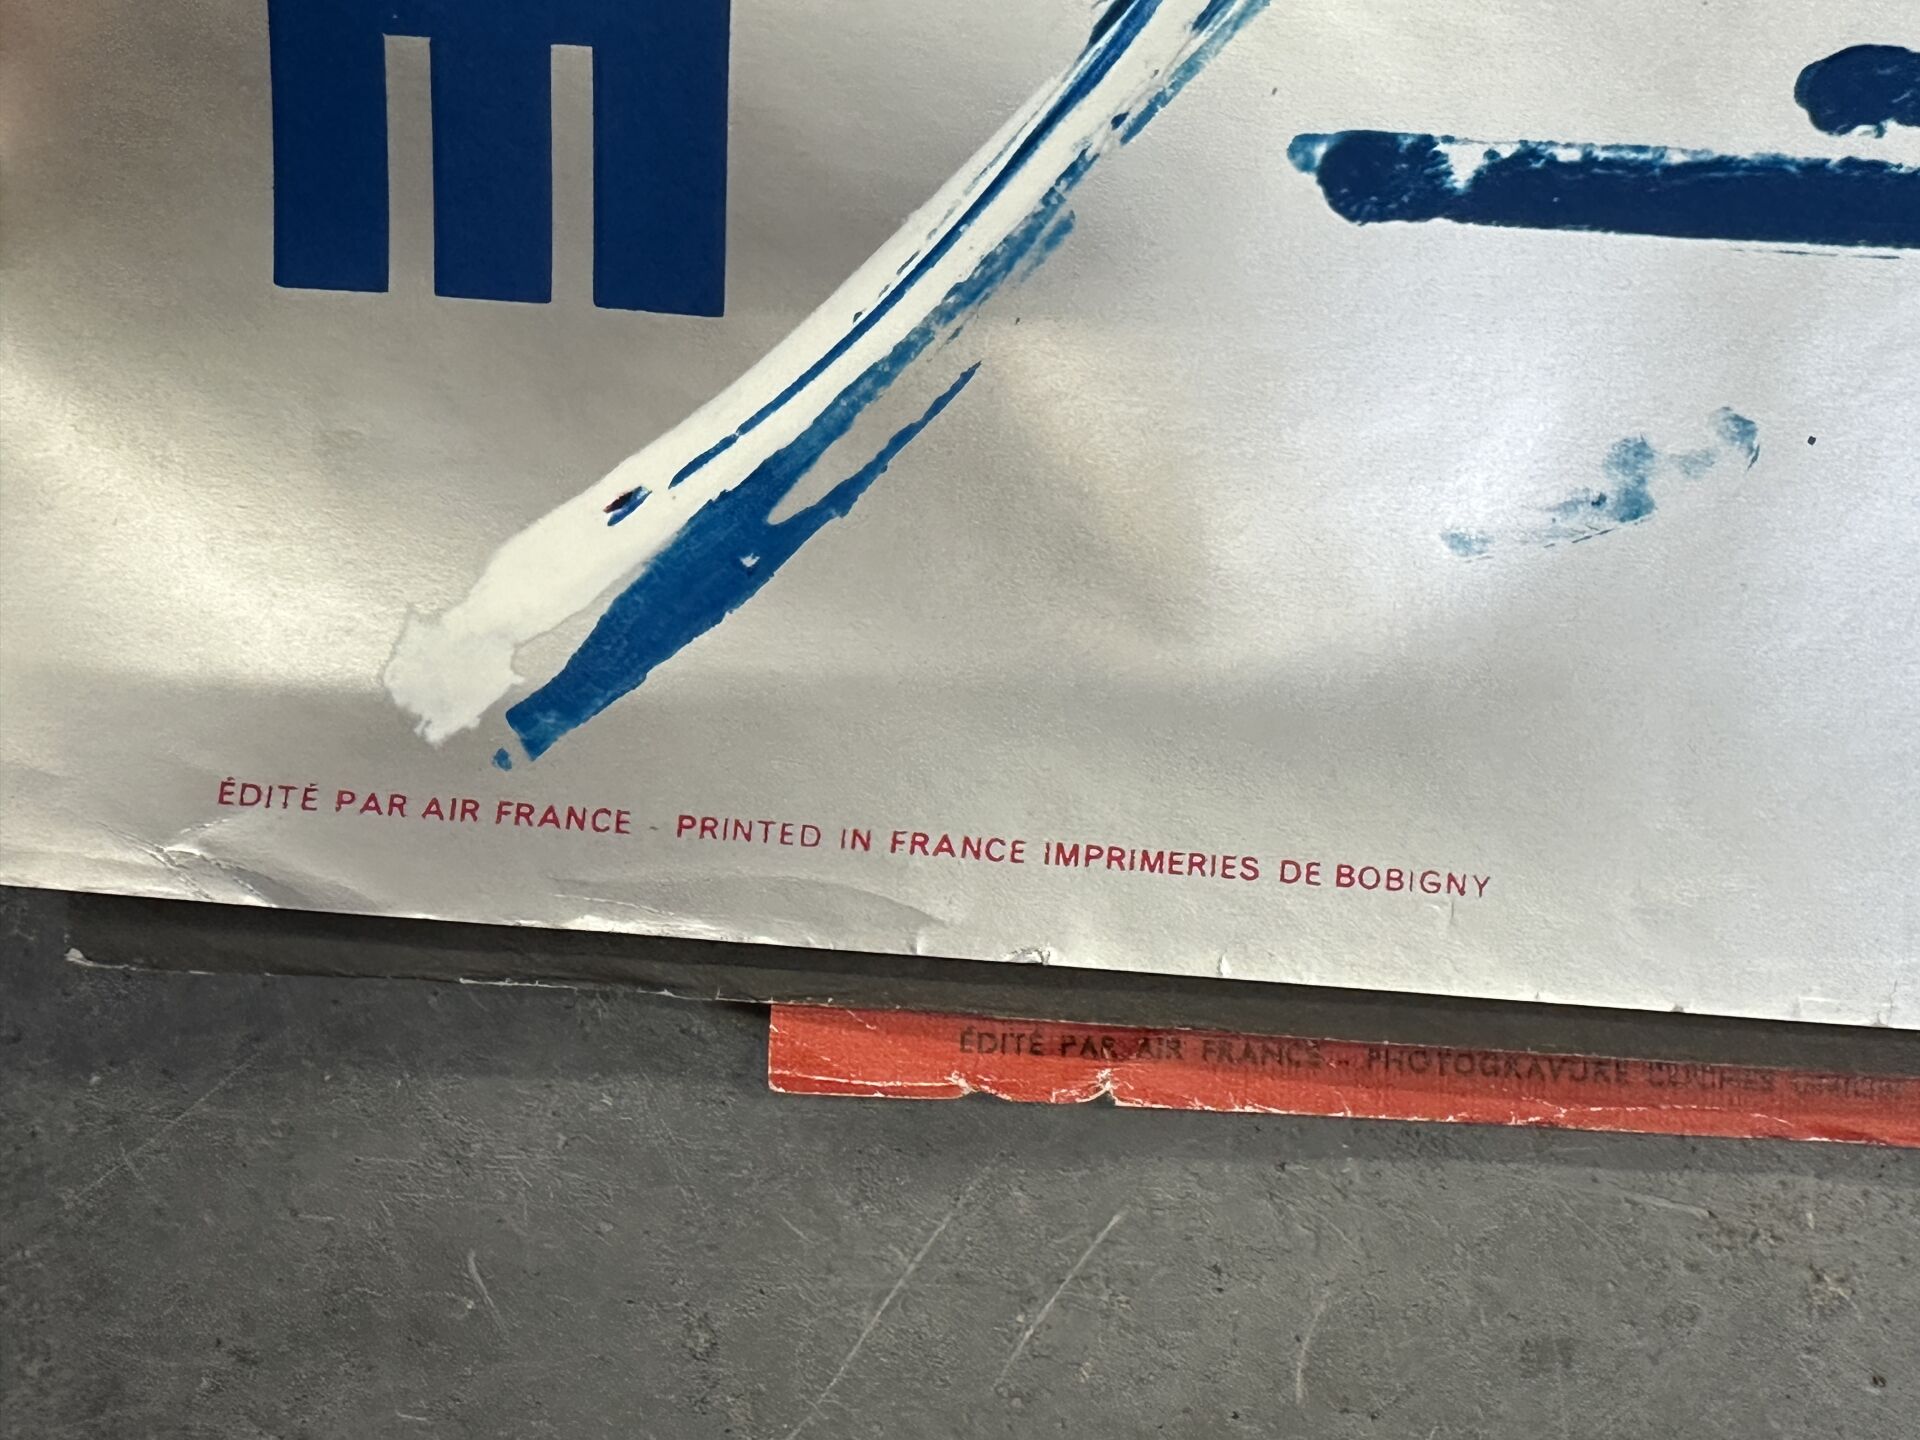 E
ÉDITÉ PAR AIR FRANCE - PRINTED IN FRANCE IMPRIMERIES DE BOBIGNY
ÉDITÉ PAR AIR FRANCE - PHOTOGRAVURE